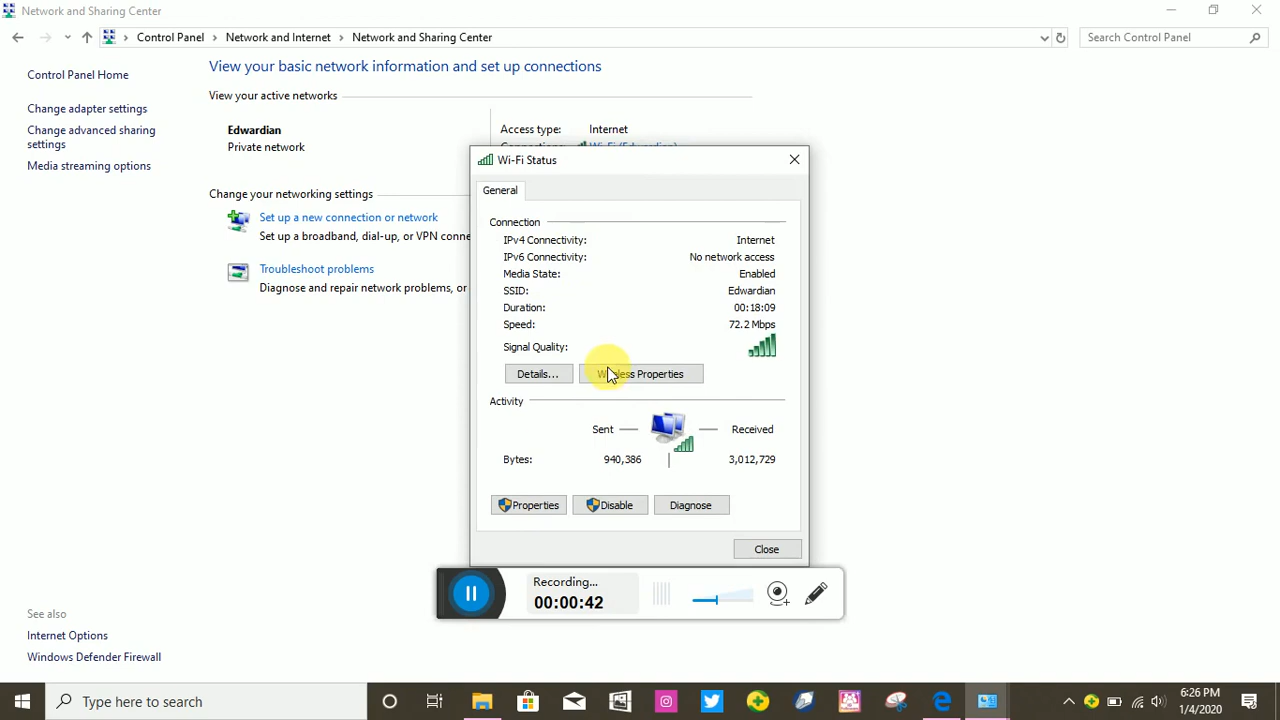 Network and Sharing Center
Control Panel
Network and Internet
Network and Sharing Center
Search Control Panel
Control Panel Home
Change adapter settings
Change advanced sharing
settings
Media streaming options
View your basic network information and set up connections
View your active networks
Edwardian
Private network
Access type: Internet
Connections: Wi-Fi (Edwardian)
Change your networking settings
Set up a new connection or network
Set up a broadband, dial-up, or VPN conne
Troubleshoot problems
Diagnose and repair network problems, or
Wi-Fi Status
General
Connection
IPv4 Connectivity: Internet
IPv6 Connectivity: No network access
Media State: Enabled
SSID: Edwardian
Duration: 00:18:09
Speed: 72.2 Mbps
Signal Quality:
Details... Wireless Properties
Activity
Sent Received
Bytes: 940,386 3,012,729
Properties Disable Diagnose
Close
Recording...
00:00:42
See also
Internet Options
Windows Defender Firewall
Type here to search
6:26 PM
1/4/2020